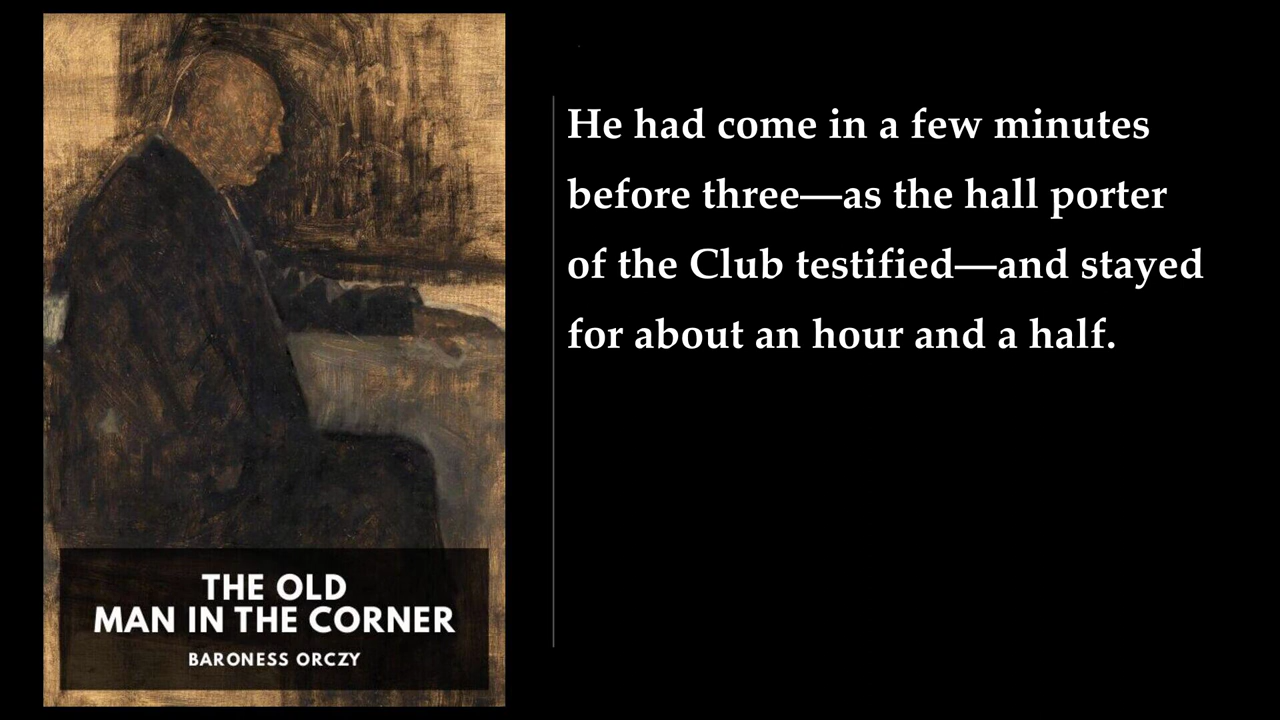 THE OLD
MAN IN THE CORNER
BARONESS ORCZY
He had come in a few minutes
before three—as the hall porter
of the Club testified—and stayed
for about an hour and a half.